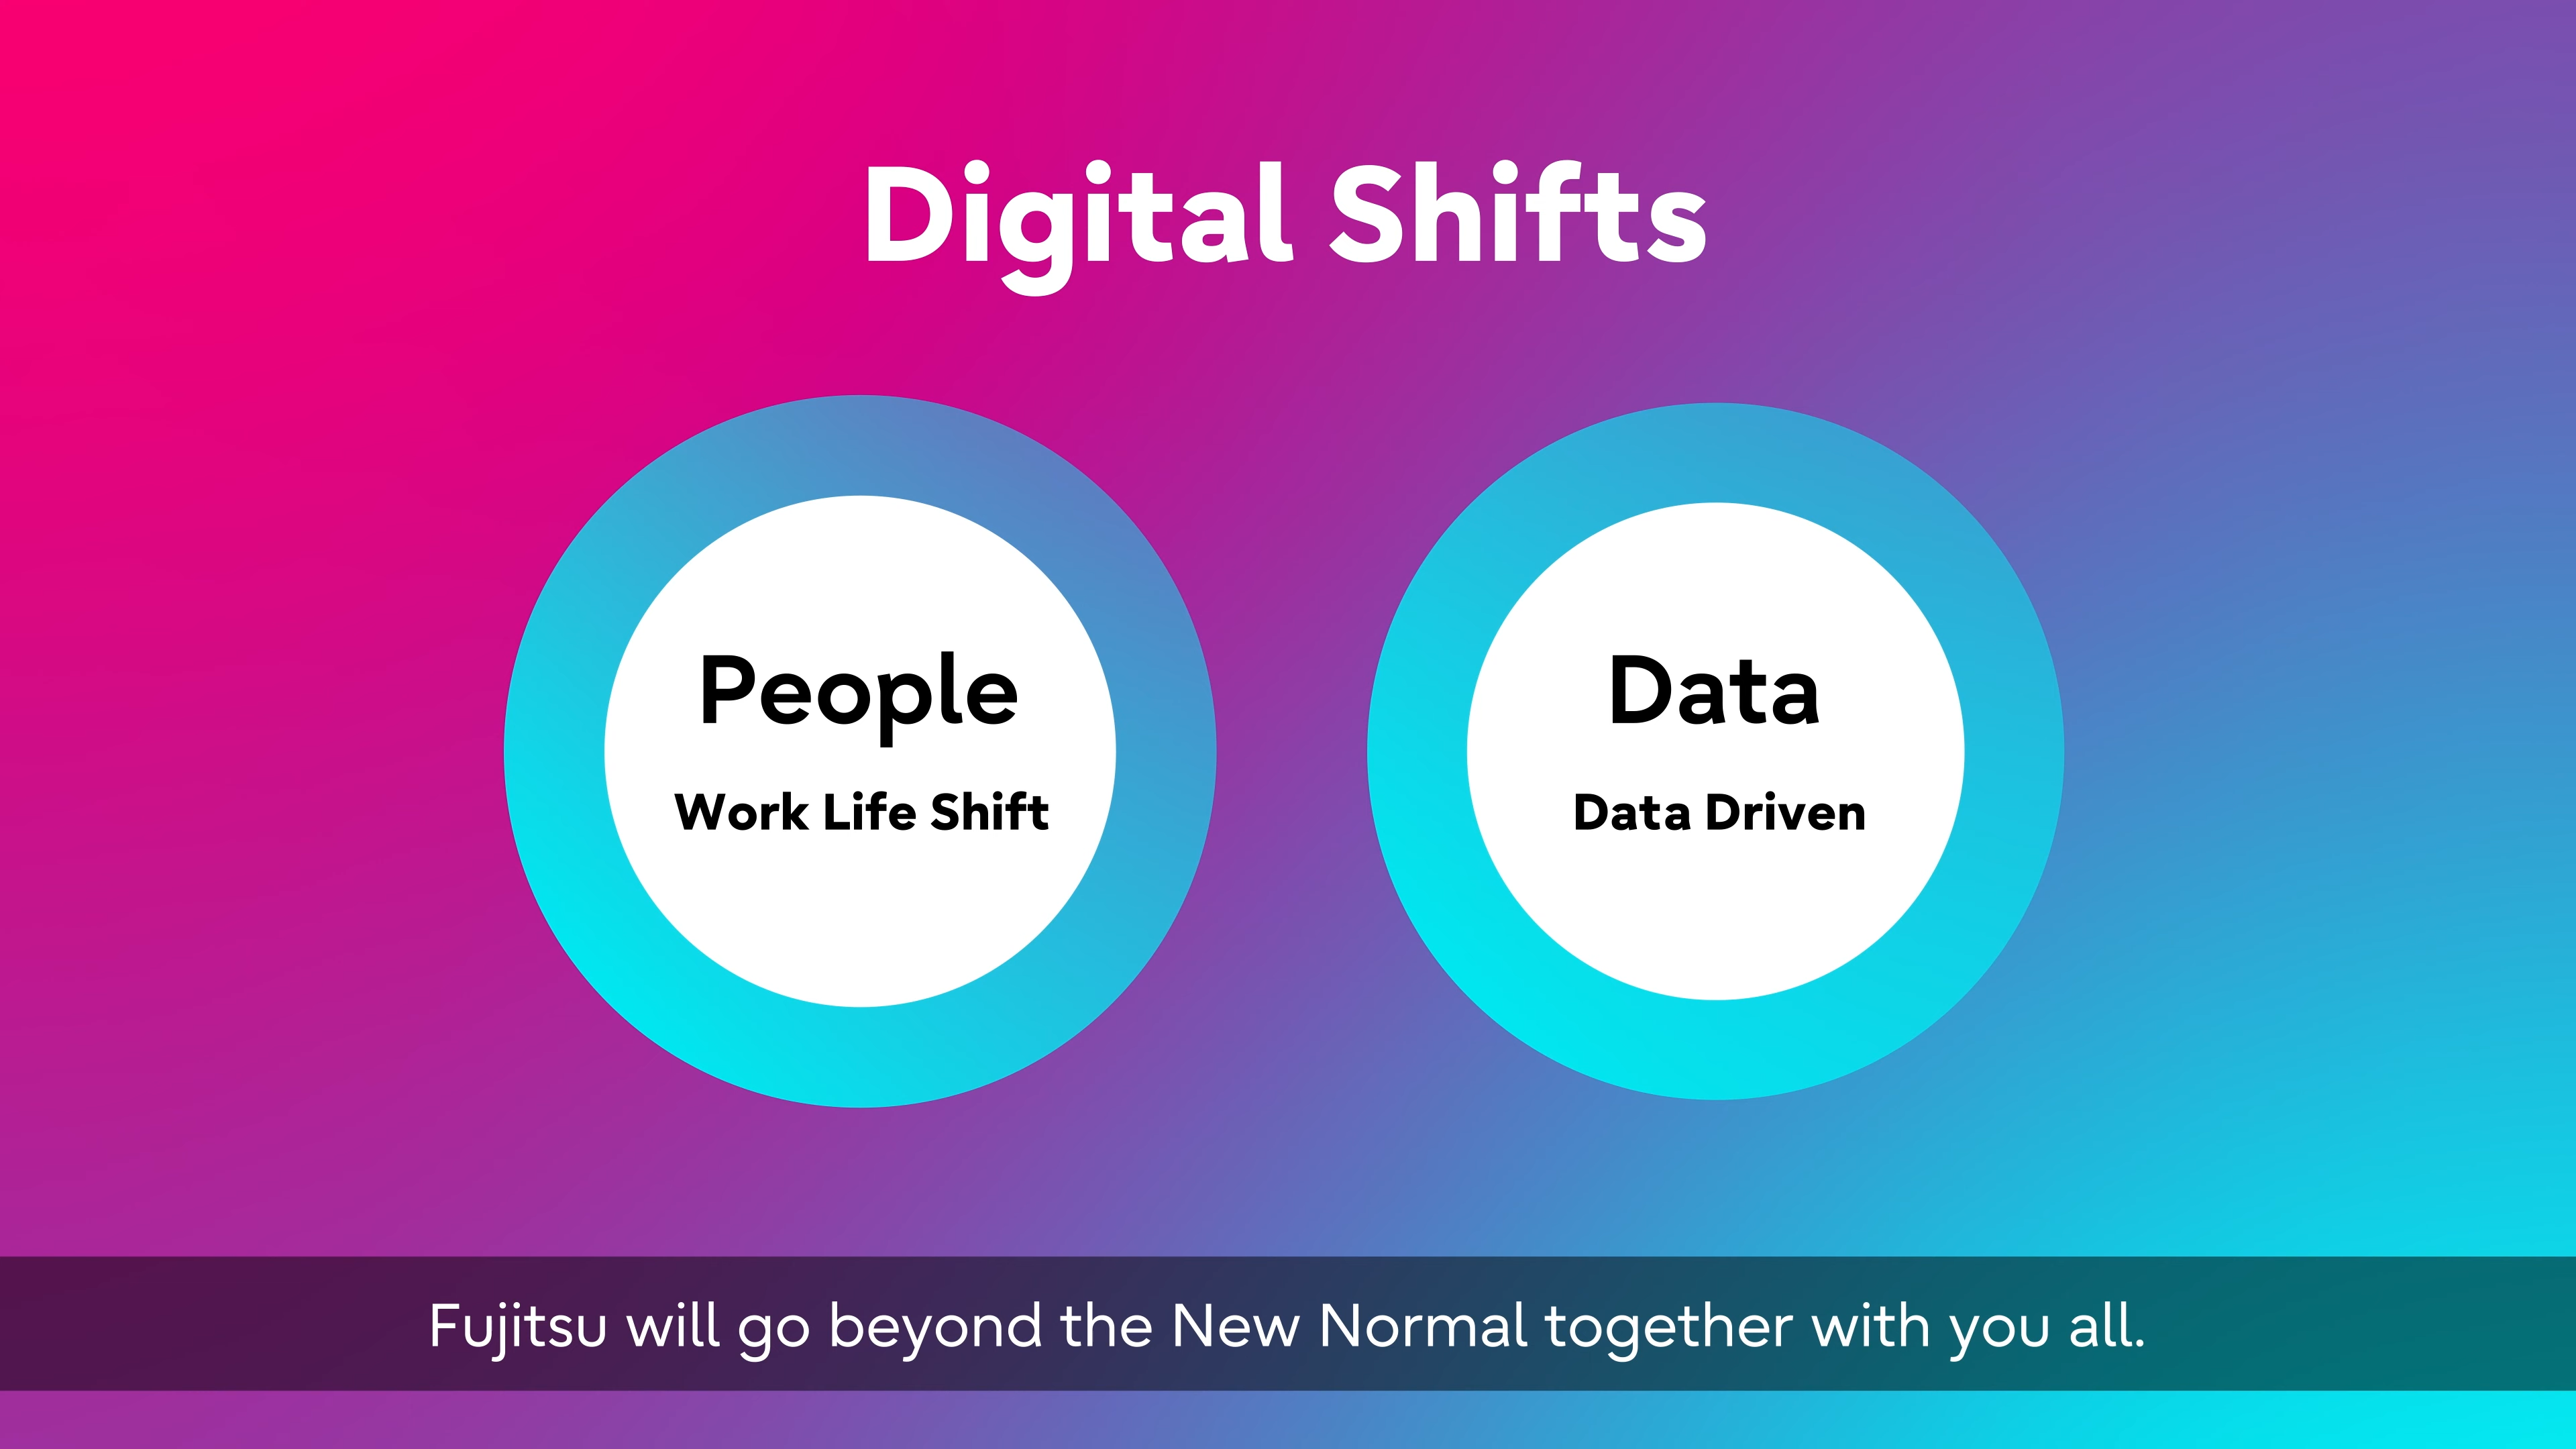 Digital Shifts
People
Work Life Shift
Data
Data Driven
Fujitsu will go beyond the New Normal together with you all.